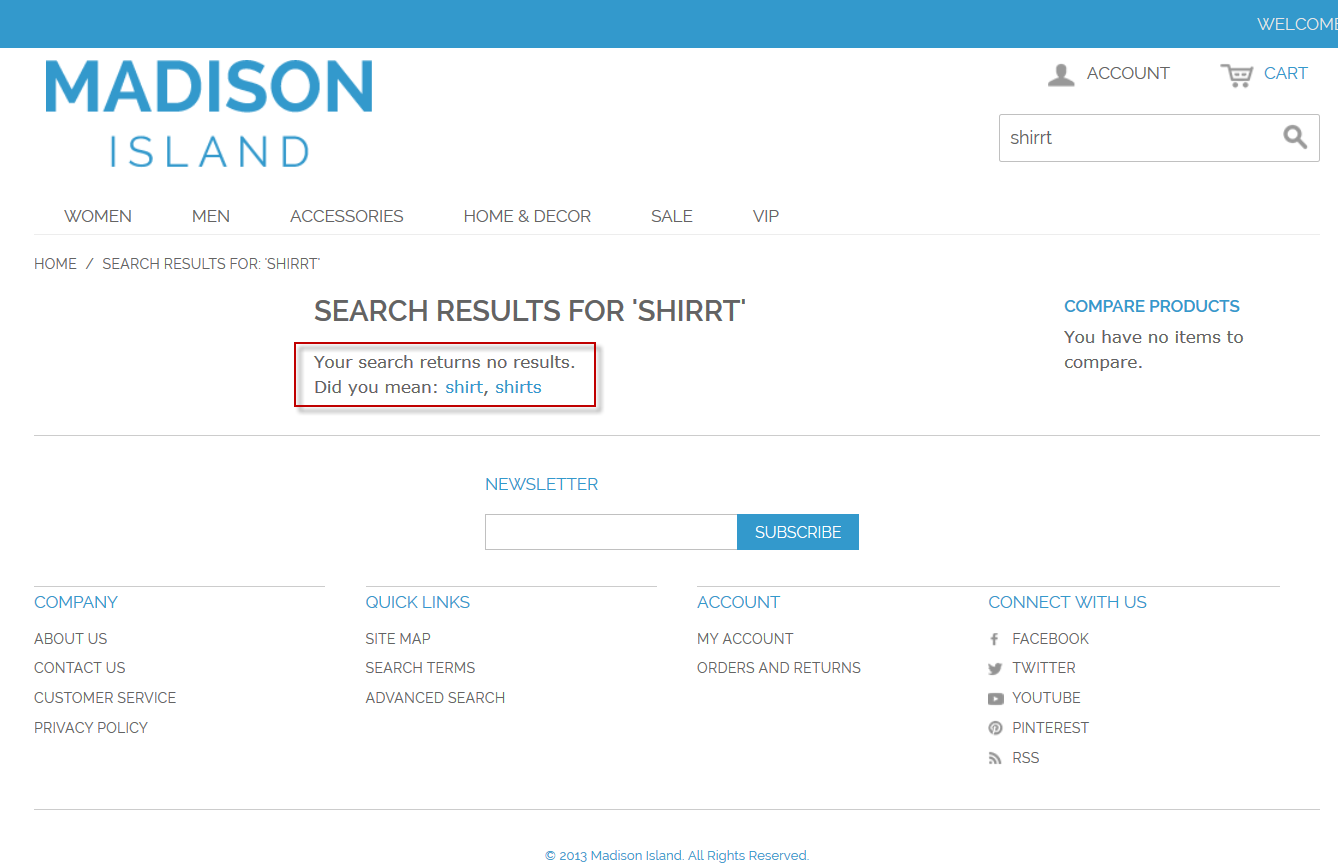 WELCOME
MADISON
ISLAND
ACCOUNT
CART
shirrt
WOMEN MEN ACCESSORIES HOME & DECOR SALE VIP
HOME / SEARCH RESULTS FOR: 'SHIRRT'
SEARCH RESULTS FOR 'SHIRRT'
Your search returns no results.
Did you mean: shirt, shirts
COMPARE PRODUCTS
You have no items to
compare.
NEWSLETTER
SUBSCRIBE
COMPANY
ABOUT US
CONTACT US
CUSTOMER SERVICE
PRIVACY POLICY
QUICK LINKS
SITE MAP
SEARCH TERMS
ADVANCED SEARCH
ACCOUNT
MY ACCOUNT
ORDERS AND RETURNS
CONNECT WITH US
FACEBOOK
TWITTER
YOUTUBE
PINTEREST
RSS
© 2013 Madison Island. All Rights Reserved.